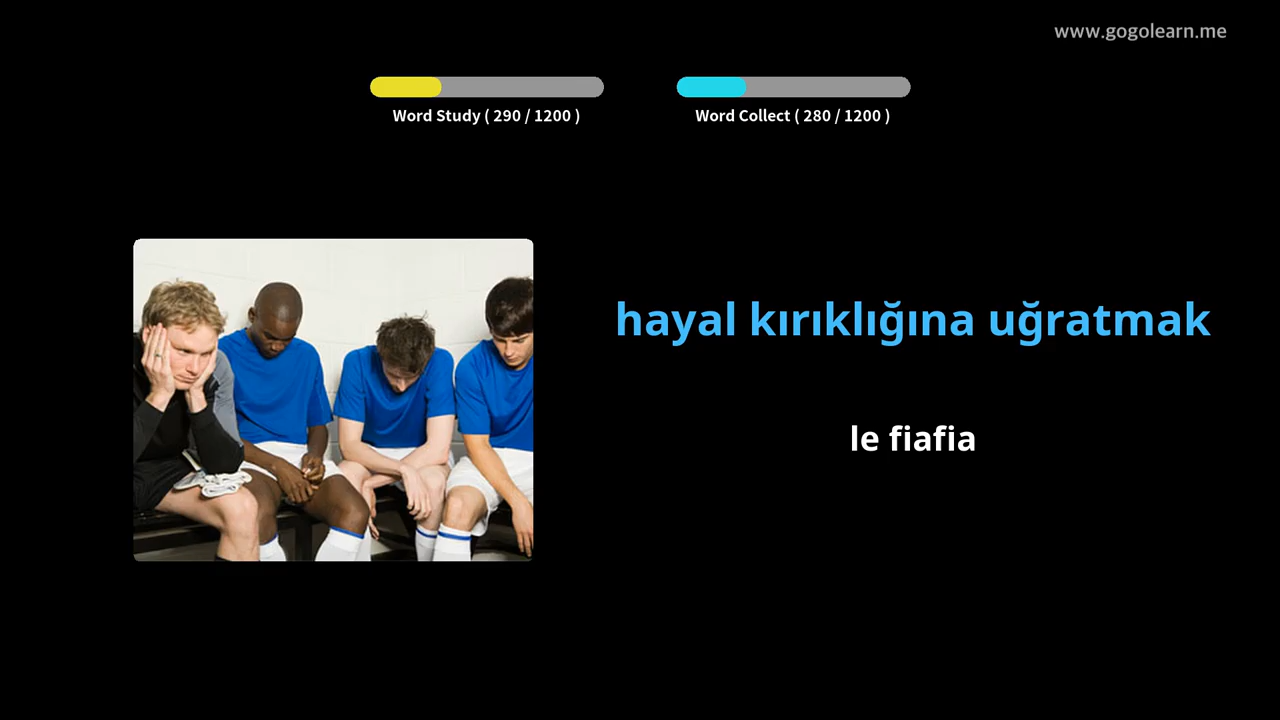 www.gogolearn.me
Word Study ( 290 / 1200 )
Word Collect ( 280 / 1200 )
hayal kırıklığına uğratmak
le fiafia